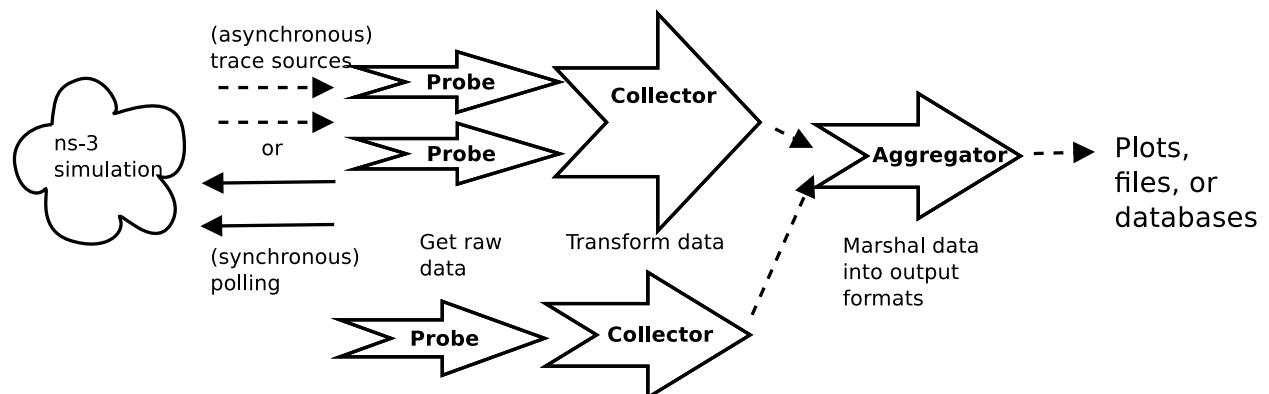 (asynchronous)
trace sources
Probe
Collector
ns-3
simulation
or
Probe
Aggregator
Plots,
files, or
databases
(synchronous)
polling
Get raw
data
Transform data
Marshal data
into output
formats
Probe
Collector